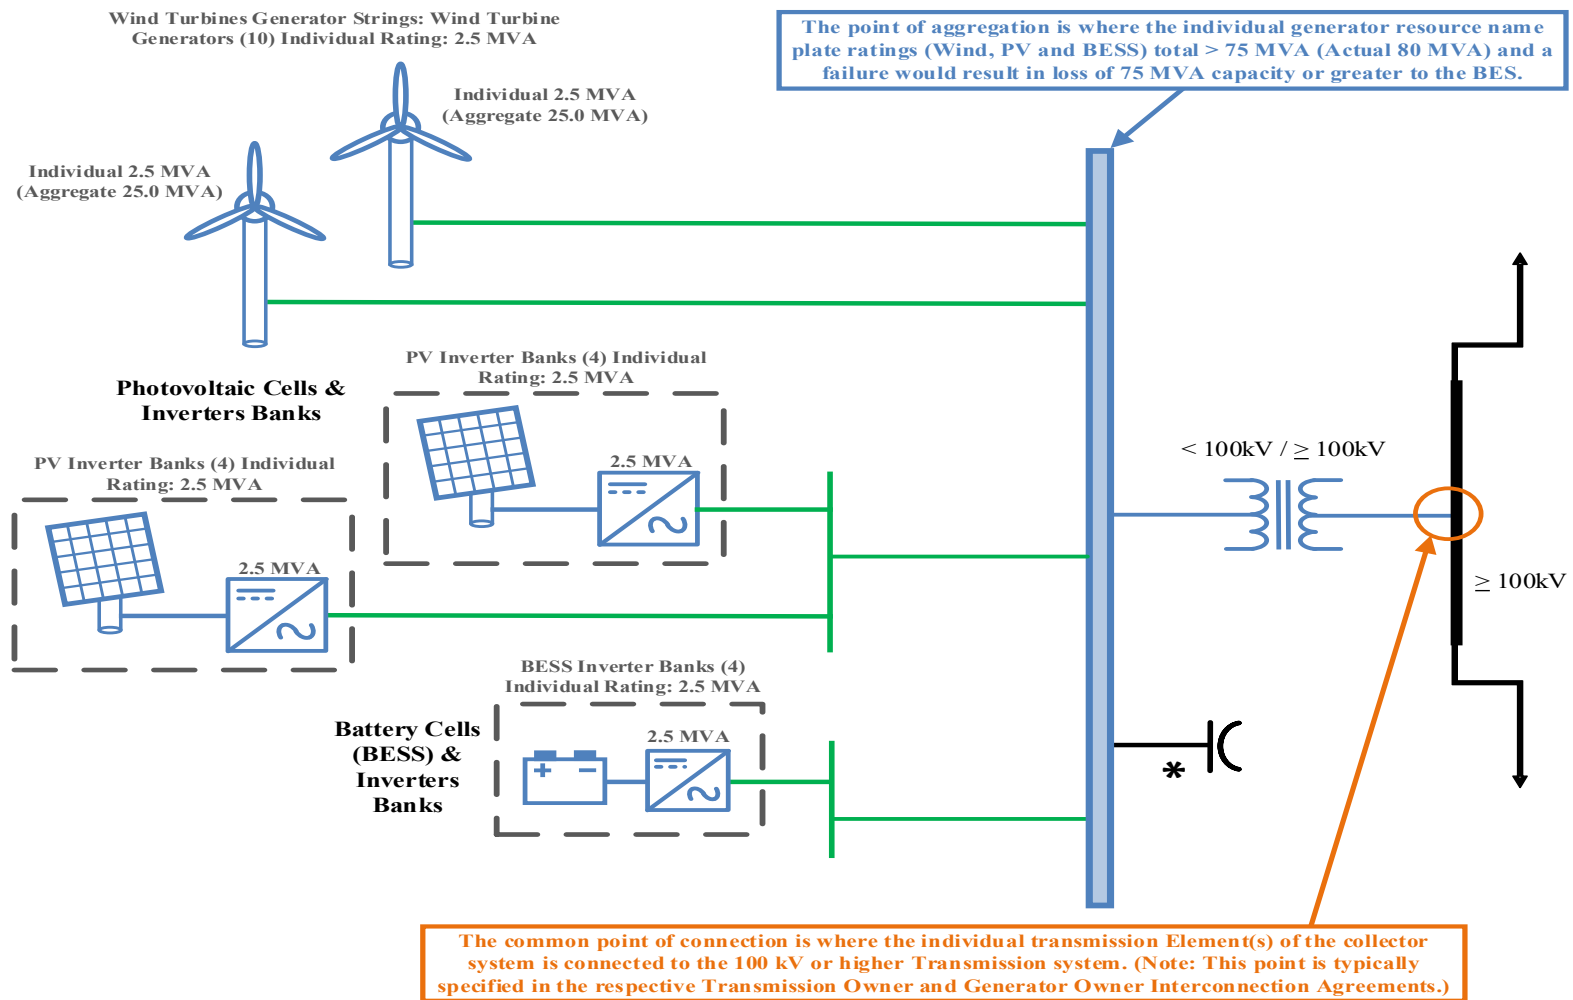 Wind Turbines Generator Strings: Wind Turbine
Generators (10) Individual Rating: 2.5 MVA
The point of aggregation is where the individual generator resource name
plate ratings (Wind, PV and BESS) total > 75 MVA (Actual 80 MVA) and a
failure would result in loss of 75 MVA capacity or greater to the BES.
Individual 2.5 MVA
(Aggregate 25.0 MVA)
Individual 2.5 MVA
(Aggregate 25.0 MVA)
PV Inverter Banks (4) Individual
Rating: 2.5 MVA
Photovoltaic Cells &
Inverters Banks
2.5 MVA
PV Inverter Banks (4) Individual
Rating: 2.5 MVA
2.5 MVA
< 100kV / ≥ 100kV
≥ 100kV
BESS Inverter Banks (4)
Individual Rating: 2.5 MVA
Battery Cells
(BESS) &
Inverters
Banks
2.5 MVA
+ −
*
The common point of connection is where the individual transmission Element(s) of the collector
system is connected to the 100 kV or higher Transmission system. (Note: This point is typically
specified in the respective Transmission Owner and Generator Owner Interconnection Agreements.)